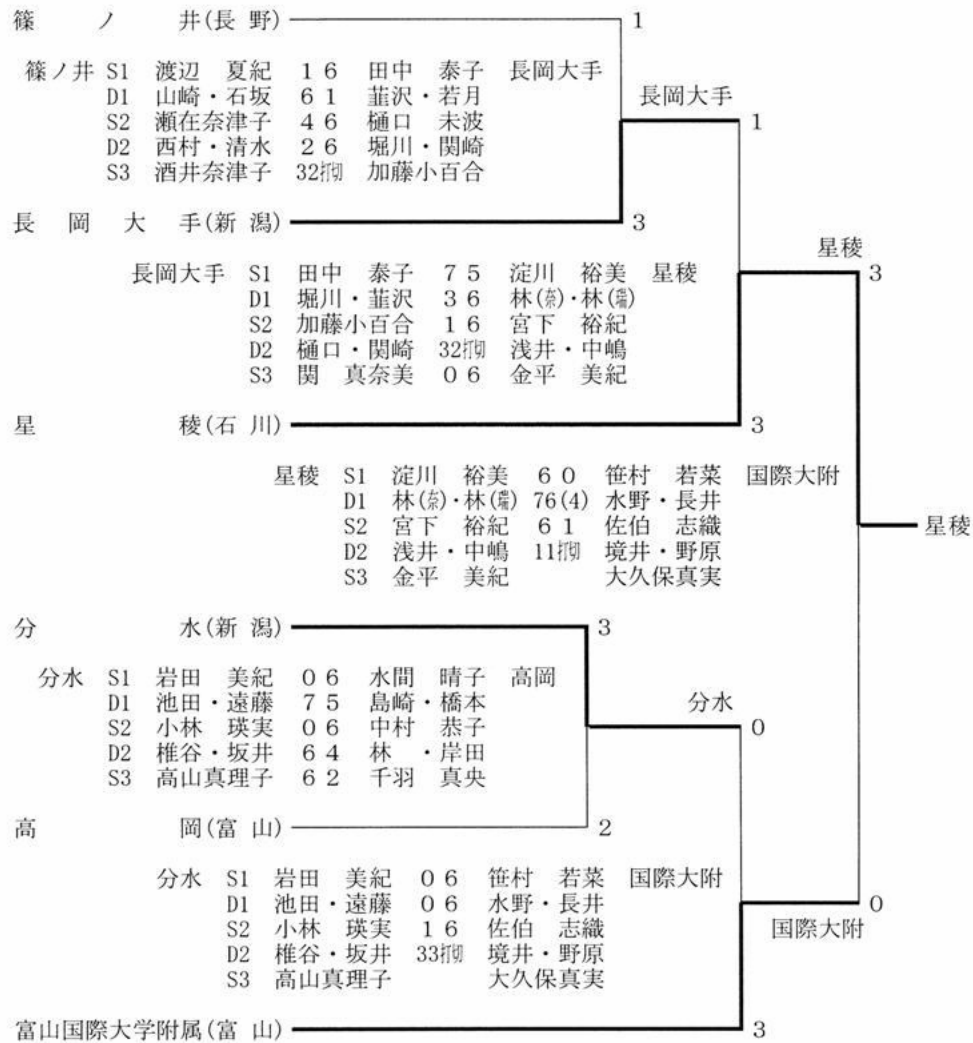 篠ノ井(長野) 1
篠ノ井 S1 渡辺 夏紀 1 6 田中 泰子 長岡大手
D1 山崎・石坂 6 1 韮沢・若月
長岡大手
S2 瀬在奈津子 4 6 樋口 未波
1
D2 西村・清水 2 6 堀川・関崎
S3 酒井奈津子 32打切 加藤小百合
長岡大手(新潟) 3
星稜
長岡大手 S1 田中 泰子 7 5 淀川 裕美 星稜
3
D1 堀川・韮沢 3 6 林(奈)・林(瑞)
S2 加藤小百合 1 6 宮下 裕紀
D2 樋口・関崎 32打切 浅井・中嶋
S3 関 真奈美 0 6 金平 美紀
星稜(石川) 3
星稜 S1 淀川 裕美 6 0 笹村 若菜 国際大附
D1 林(奈)・林(瑞) 76(4) 水野・長井
S2 宮下 裕紀 6 1 佐伯 志織
星稜
D2 浅井・中嶋 11打切 境井・野原
S3 金平 美紀 大久保真実
分水(新潟) 3
分水 S1 岩田 美紀 0 6 水間 晴子 高岡
D1 池田・遠藤 7 5 島崎・橋本
分水
S2 小林 瑛実 0 6 中村 恭子
0
D2 椎谷・坂井 6 4 林 ・岸田
S3 高山真理子 6 2 千羽 真央
高岡(富山) 2
分水 S1 岩田 美紀 0 6 笹村 若菜 国際大附
D1 池田・遠藤 0 6 水野・長井
0
S2 小林 瑛実 1 6 佐伯 志織
国際大附
D2 椎谷・坂井 33打切 境井・野原
S3 高山真理子 大久保真実
富山国際大学附属(富山) 3